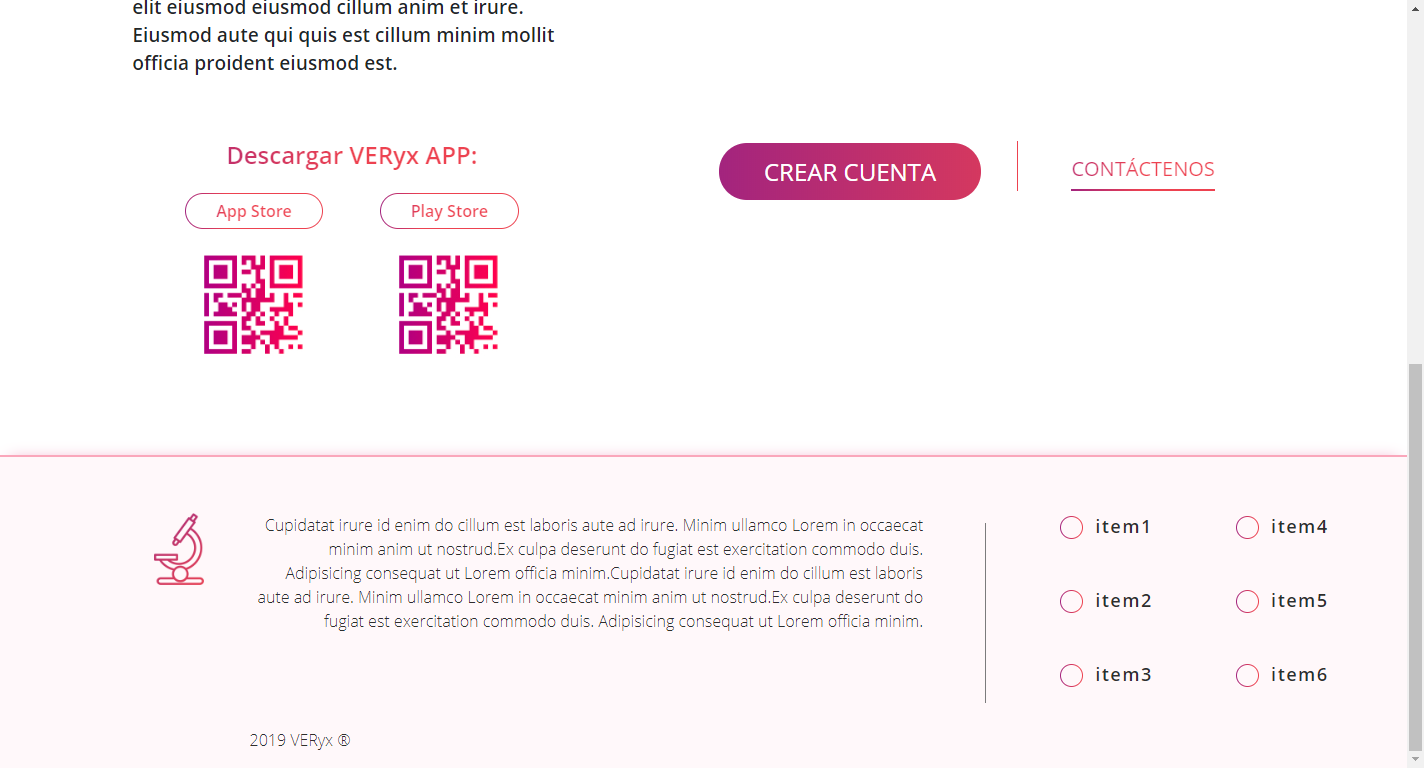 elit eiusmod eiusmod cillum anim et irure.
Eiusmod aute qui quis est cillum minim mollit
officia proident eiusmod est.
Descargar VERyx APP:
App Store
Play Store
CREAR CUENTA
CONTÁCTENOS
Cupidatat irure id enim do cillum est laboris aute ad irure. Minim ullamco Lorem in occaecat
minim anim ut nostrud.Ex culpa deserunt do fugiat est exercitation commodo duis.
Adipisicing consequat ut Lorem officia minim.Cupidatat irure id enim do cillum est laboris
aute ad irure. Minim ullamco Lorem in occaecat minim anim ut nostrud.Ex culpa deserunt do
fugiat est exercitation commodo duis. Adipisicing consequat ut Lorem officia minim.
item1
item4
item2
item5
item3
item6
2019 VERyx ®